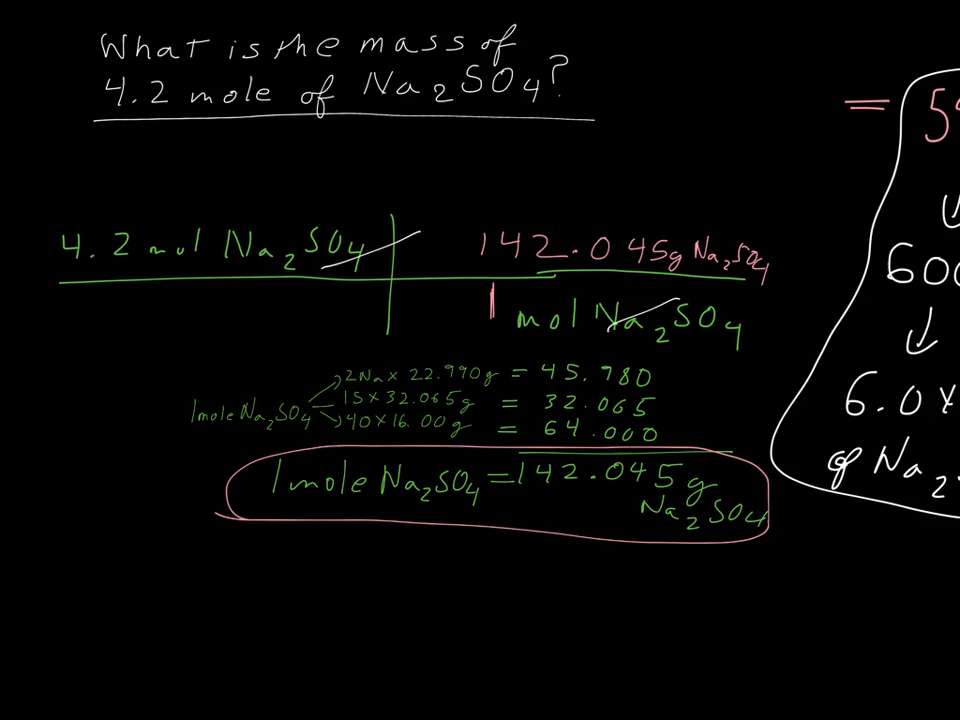 What is the mass of
4.2 mole of Na2SO4?
4.2 mol Na2SO4
142.045g Na2SO4
1 mol Na2SO4
1mole Na2SO4
2Na × 22.990g = 45.980
1S × 32.065g = 32.065
4O × 16.00g = 64.000
1mole Na2SO4 = 142.045g
Na2SO4
=
600
6.0 ×
of Na2